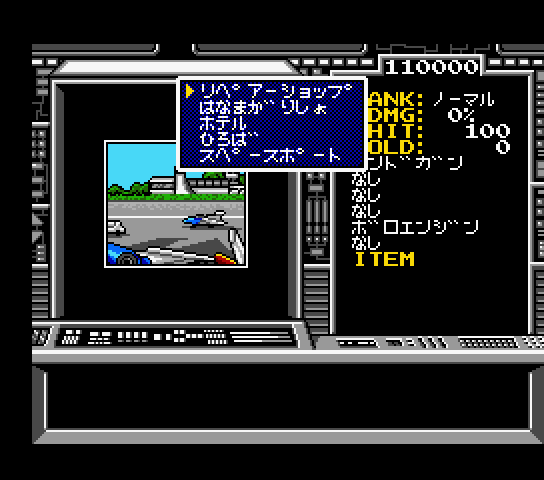 110000
リペアーショップ
はなまがりしょ
ホテル
ひろば
スペースポート
ANK: ノーマル
DMG: 0%
HIT: 100
OLD: 0
ンドガン
なし
なし
なし
ボロエンジン
なし
ITEM